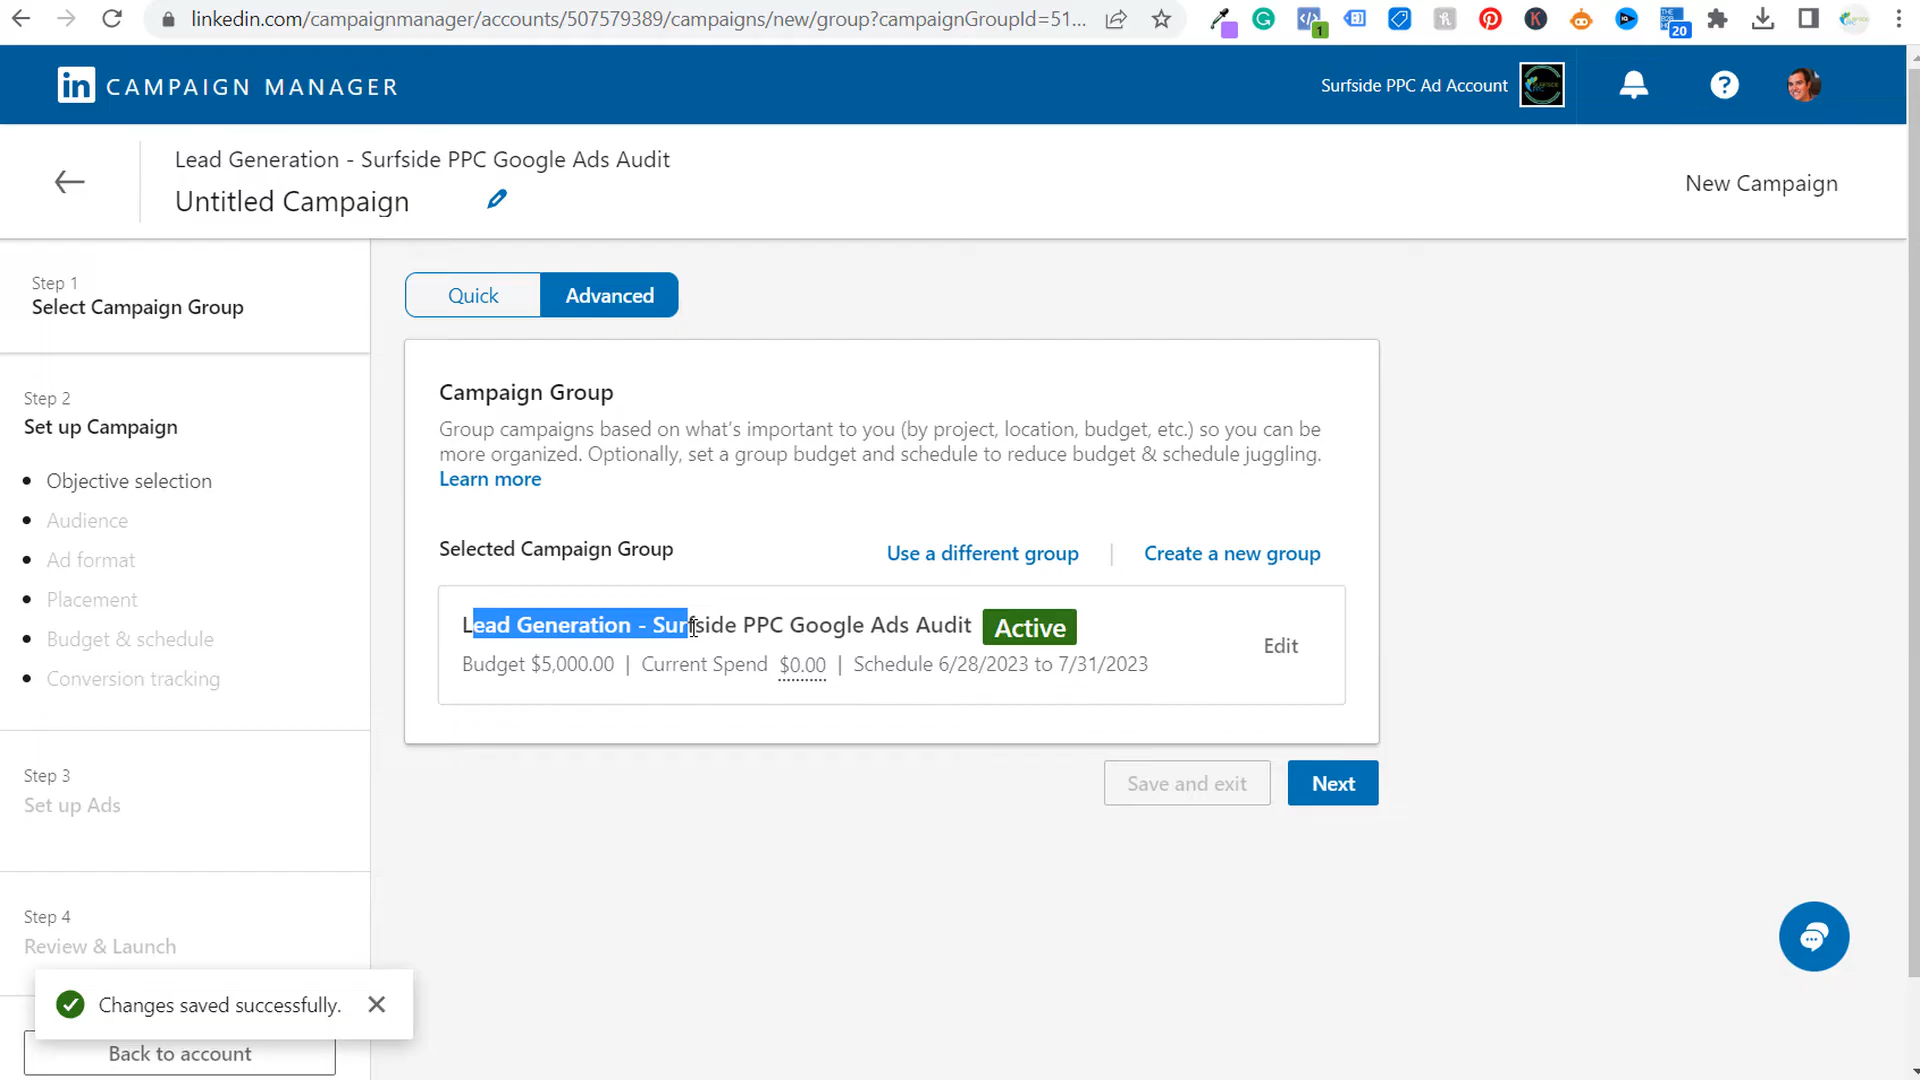 linkedin.com/campaignmanager/accounts/507579389/campaigns/new/group?campaignGroupId=51...
1
20
in CAMPAIGN MANAGER
Surfside PPC Ad Account
Lead Generation - Surfside PPC Google Ads Audit
Untitled Campaign
New Campaign
Step 1
Select Campaign Group
Step 2
Set up Campaign
Objective selection
Audience
Ad format
Placement
Budget & schedule
Conversion tracking
Step 3
Set up Ads
Step 4
Review & Launch
Quick
Advanced
Campaign Group
Group campaigns based on what's important to you (by project, location, budget, etc.) so you can be
more organized. Optionally, set a group budget and schedule to reduce budget & schedule juggling.
Learn more
Selected Campaign Group
Use a different group | Create a new group
Lead Generation - Surfside PPC Google Ads Audit Active
Budget $5,000.00 | Current Spend $0.00 | Schedule 6/28/2023 to 7/31/2023
Edit
Save and exit
Next
Changes saved successfully.
Back to account